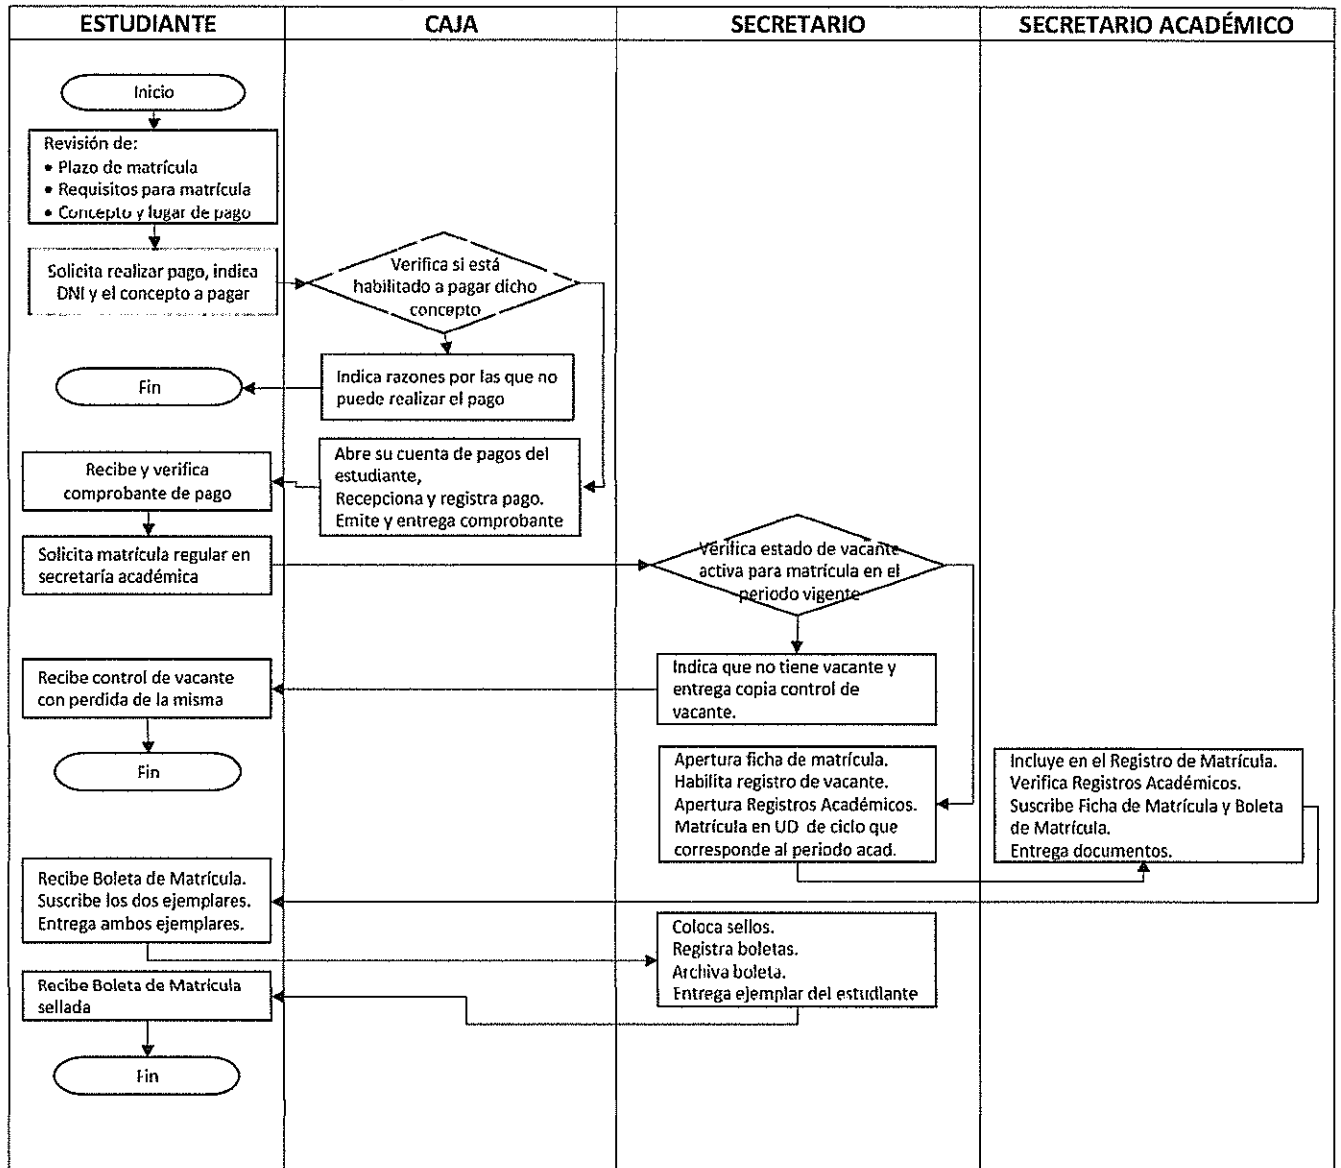 ESTUDIANTE
CAJA
SECRETARIO
SECRETARIO ACADÉMICO
Inicio
Revisión de:
• Plazo de matrícula
• Requisitos para matrícula
• Concepto y lugar de pago
Solicita realizar pago, indica
DNI y el concepto a pagar
Verifica si está
habilitado a pagar dicho
concepto
Indica razones por las que no
puede realizar el pago
Fin
Abre su cuenta de pagos del
estudiante,
Recepciona y registra pago.
Emite y entrega comprobante
Recibe y verifica
comprobante de pago
Solicita matrícula regular en
secretaría académica
Verifica estado de vacante
activa para matrícula en el
periodo vigente
Indica que no tiene vacante y
entrega copia control de
vacante.
Recibe control de vacante
con perdida de la misma
Fin
Apertura ficha de matrícula.
Habilita registro de vacante.
Apertura Registros Académicos.
Matrícula en UD de ciclo que
corresponde al periodo acad.
Incluye en el Registro de Matrícula.
Verifica Registros Académicos.
Suscribe Ficha de Matrícula y Boleta
de Matrícula.
Entrega documentos.
Recibe Boleta de Matrícula.
Suscribe los dos ejemplares.
Entrega ambos ejemplares.
Coloca sellos.
Registra boletas.
Archiva boleta.
Entrega ejemplar del estudiante
Recibe Boleta de Matrícula
sellada
Fin